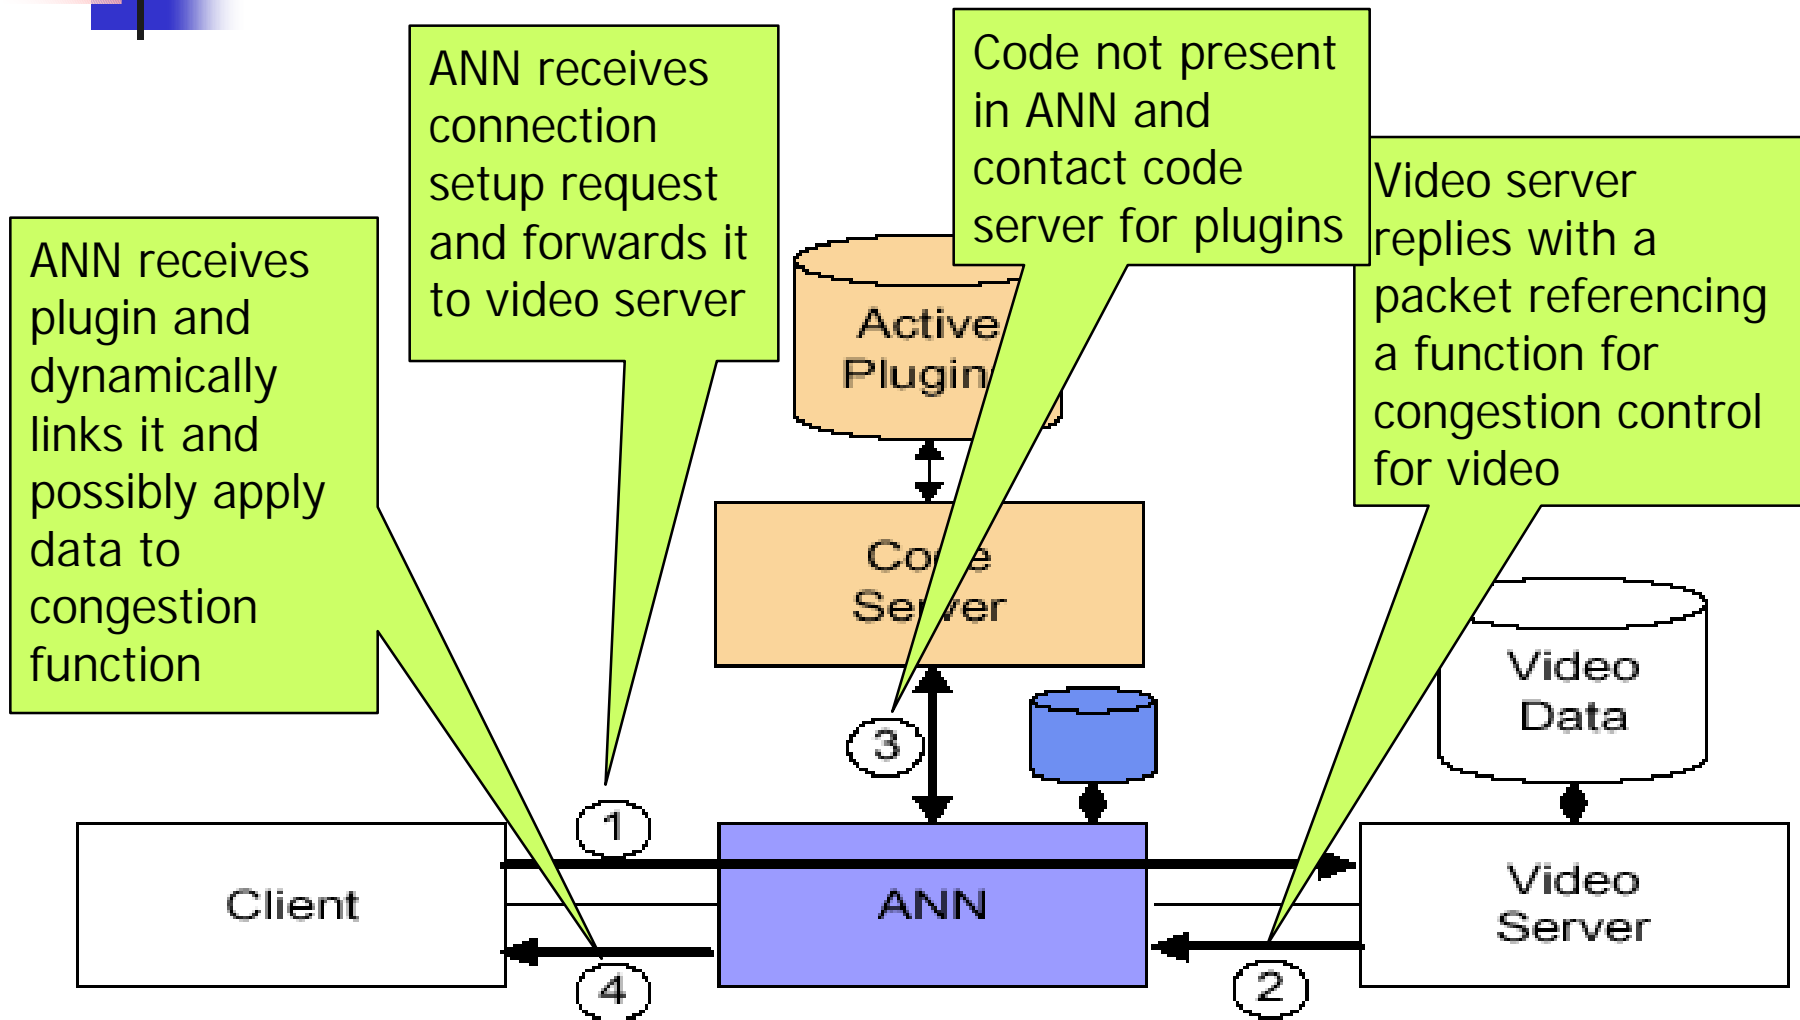 ANN receives
connection
setup request
and forwards it
to video server
Code not present
in ANN and
contact code
server for plugins
Video server
replies with a
packet referencing
a function for
congestion control
for video
ANN receives
plugin and
dynamically
links it and
possibly apply
data to
congestion
function
Active
Plugin
Code
Server
Video
Data
3
1
Client
ANN
Video
Server
4
2